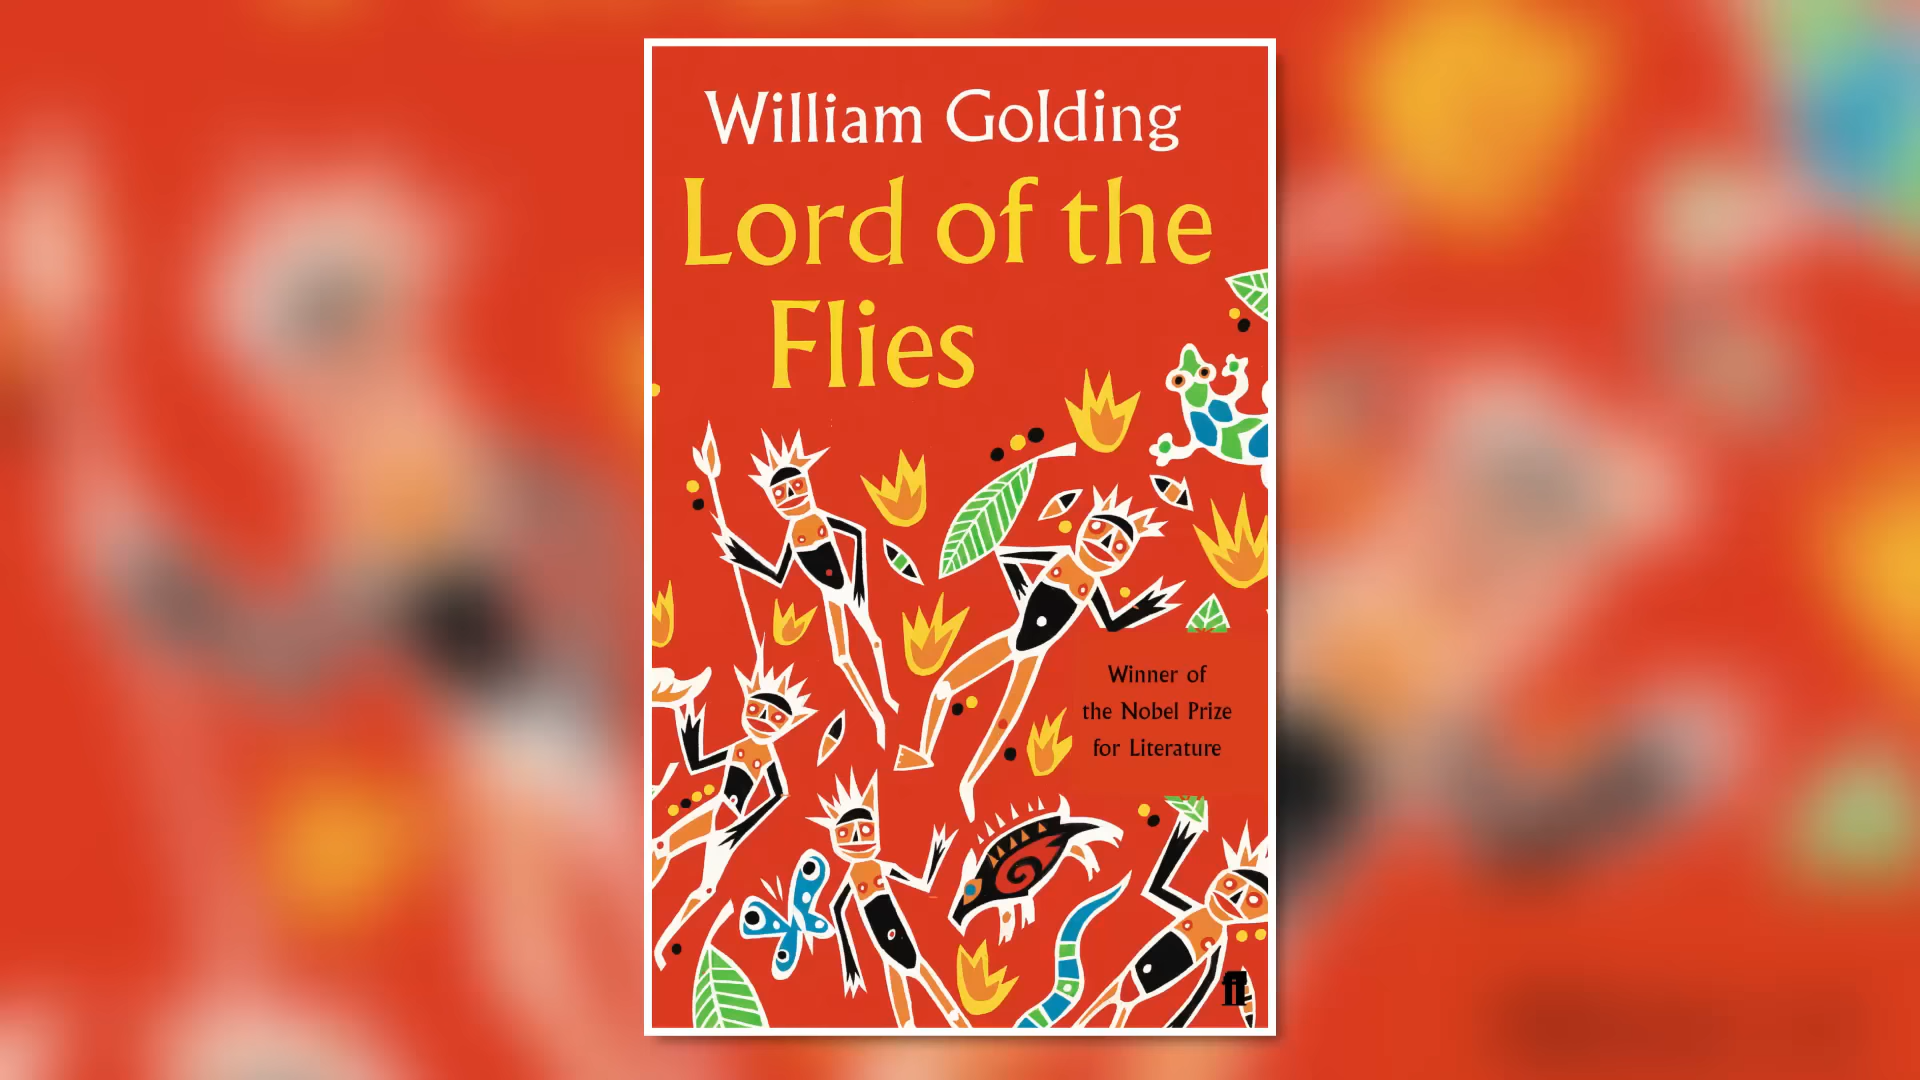 William Golding
Lord of the
Flies
Winner of
the Nobel Prize
for Literature
ff